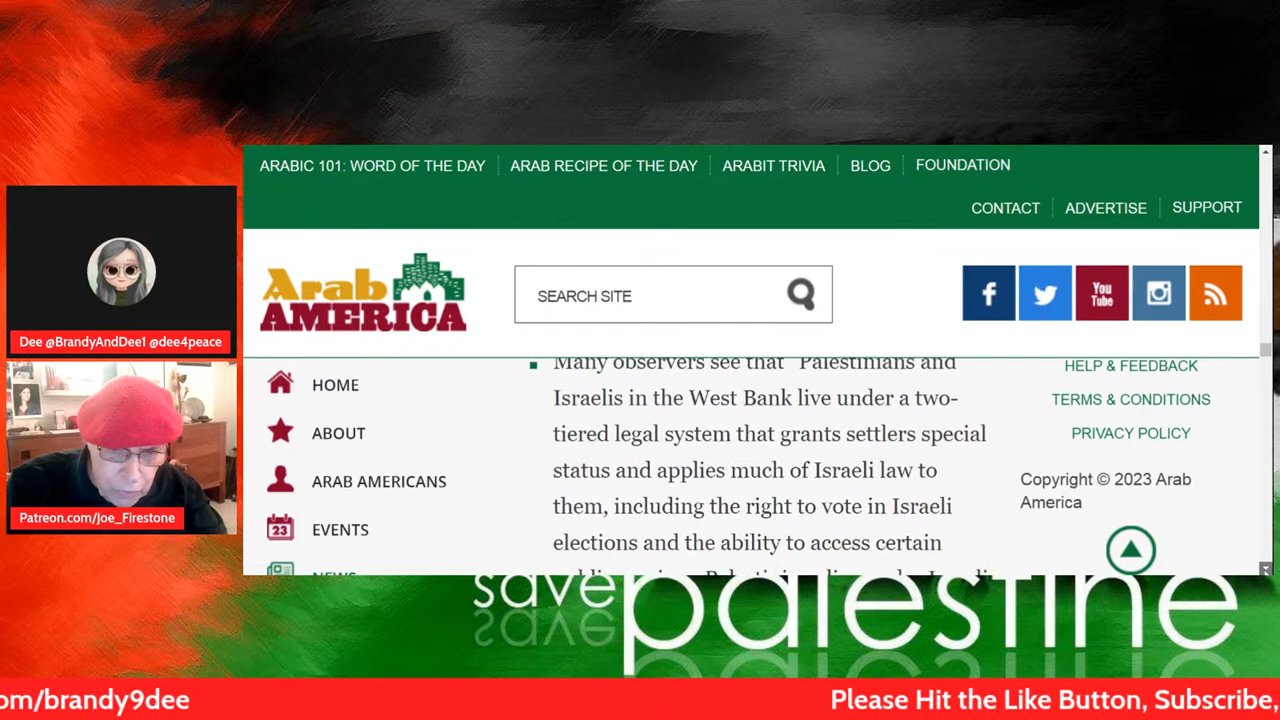 ARABIC 101: WORD OF THE DAY
ARAB RECIPE OF THE DAY
ARABIT TRIVIA
BLOG
FOUNDATION
CONTACT
ADVERTISE
SUPPORT
Arab
AMERICA
SEARCH SITE
f
You
Tube
HOME
ABOUT
ARAB AMERICANS
23
EVENTS
NEWS
Many observers see that "Palestinians and
Israelis in the West Bank live under a two-
tiered legal system that grants settlers special
status and applies much of Israeli law to
them, including the right to vote in Israeli
elections and the ability to access certain
HELP & FEEDBACK
TERMS & CONDITIONS
PRIVACY POLICY
Copyright © 2023 Arab
America
Dee @BrandyAndDee1 @dee4peace
Patreon.com/Joe_Firestone
save palestine
om/brandy9dee
Please Hit the Like Button, Subscribe,